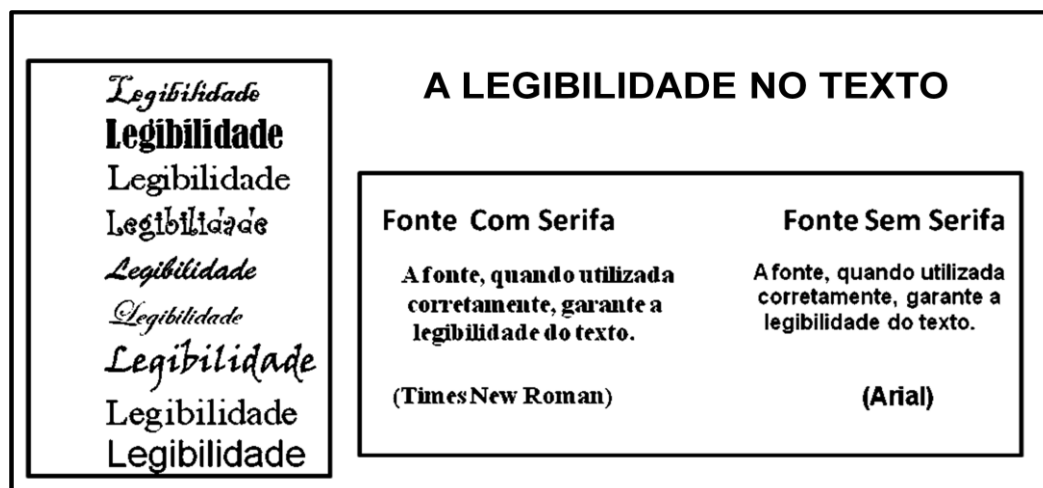 Legibilidade
Legibilidade
Legibilidade
Legibilidade
Legibilidade
Legibilidade
Legibilidade
Legibilidade
Legibilidade
A LEGIBILIDADE NO TEXTO
Fonte Com Serifa
A fonte, quando utilizada
corretamente, garante a
legibilidade do texto.
(Times New Roman)
Fonte Sem Serifa
A fonte, quando utilizada
corretamente, garante a
legibilidade do texto.
(Arial)